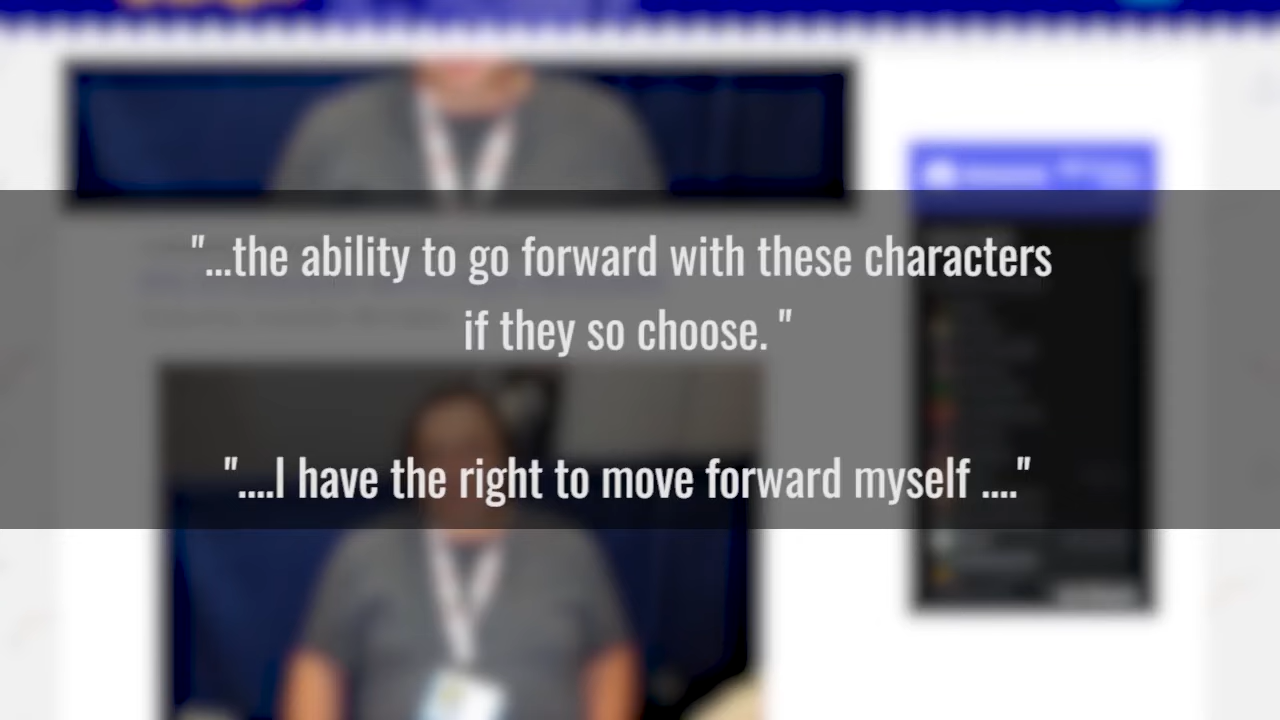 "...the ability to go forward with these characters
if they so choose. "
"....I have the right to move forward myself ...."